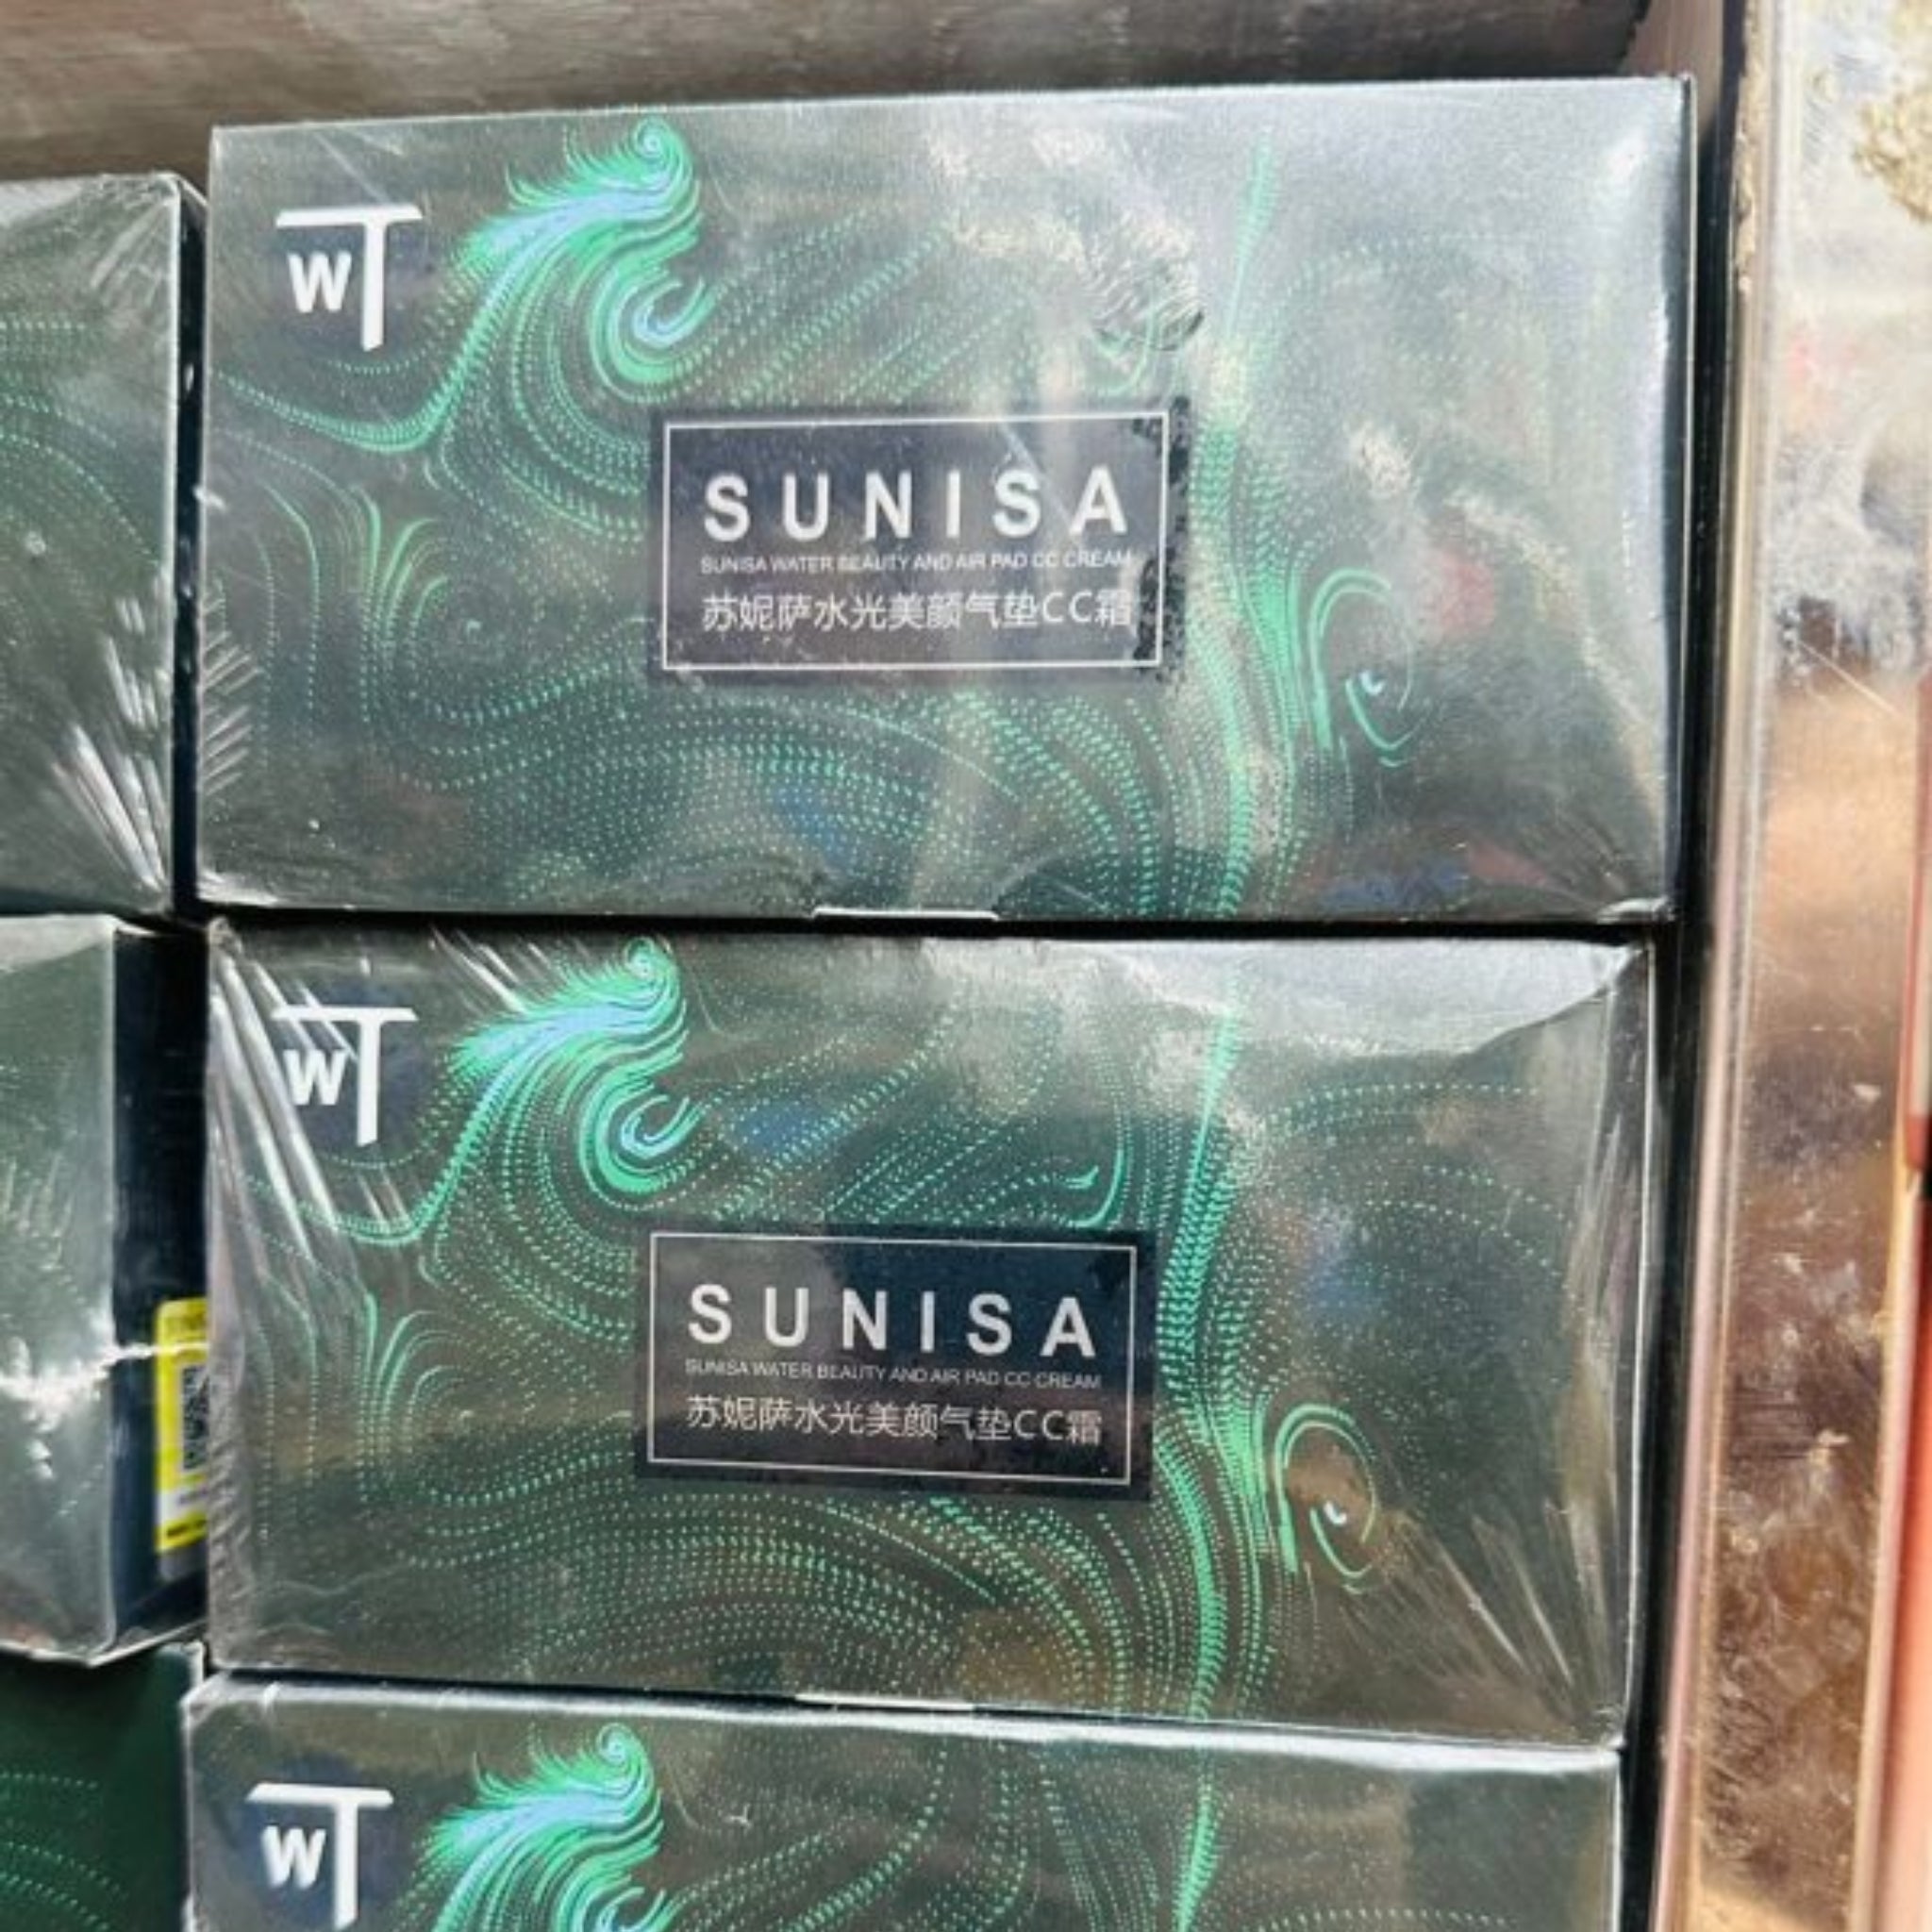 WT
SUNISA
SUNISA WATER BEAUTY AND AIR PAD CC CREAM
苏妮萨水光美颜气垫CC霜
WT
SUNISA
SUNISA WATER BEAUTY AND AIR PAD CC CREAM
苏妮萨水光美颜气垫CC霜
WT